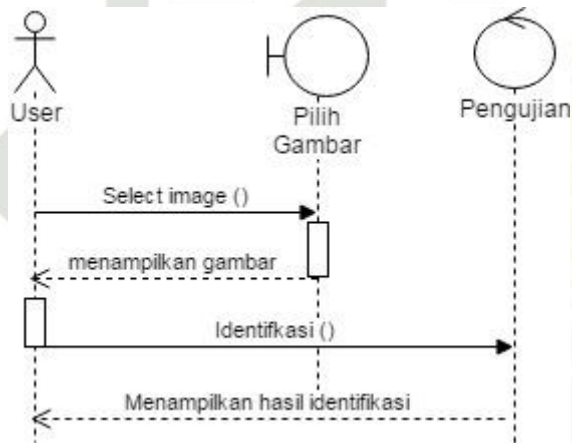 User
Pilih
Gambar
Pengujian
Select image ()
menampilkan gambar
Identifkasi ()
Menampilkan hasil identifikasi